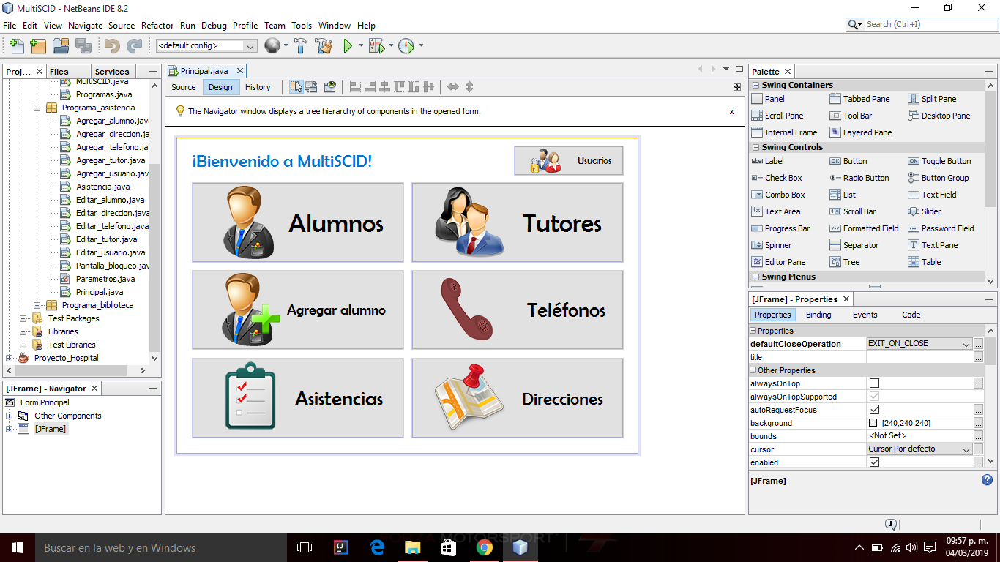 MultiSCID - NetBeans IDE 8.2
File Edit View Navigate Source Refactor Run Debug Profile Team Tools Window Help
Search (Ctrl+I)
<default config>
Proj... Files Services
MultiSCID.java
Programas.java
Programa_asistencia
Agregar_alumno.java
Agregar_direccion.ja
Agregar_telefono.ja
Agregar_tutor.java
Agregar_usuario.java
Asistencia.java
Editar_alumno.java
Editar_direccion.java
Editar_telefono.java
Editar_tutor.java
Editar_usuario.java
Pantalla_bloqueo.jav
Parametros.java
Principal.java
Programa_biblioteca
Test Packages
Libraries
Test Libraries
Proyecto_Hospital
[JFrame] - Navigator
Form Principal
Other Components
[JFrame]
Principal.java
Source Design History
The Navigator window displays a tree hierarchy of components in the opened form. x
¡Bienvenido a MultiSCID!
Usuarios
Alumnos
Tutores
Agregar alumno
Teléfonos
Asistencias
Direcciones
Palette
Swing Containers
Panel Tabbed Pane Split Pane
Scroll Pane Tool Bar Desktop Pane
Internal Frame Layered Pane
Swing Controls
Label Button Toggle Button
Check Box Radio Button Button Group
Combo Box List Text Field
Text Area Scroll Bar Slider
Progress Bar Formatted Field Password Field
Spinner Separator Text Pane
Editor Pane Tree Table
Swing Menus
[JFrame] - Properties
Properties Binding Events Code
Properties
defaultCloseOperation EXIT_ON_CLOSE
title
Other Properties
alwaysOnTop
alwaysOnTopSupported
autoRequestFocus
background [240,240,240]
bounds <Not Set>
cursor Cursor Por defecto
enabled
[JFrame]
1
Buscar en la web y en Windows
MOTORSPORT
09:57 p. m.
04/03/2019